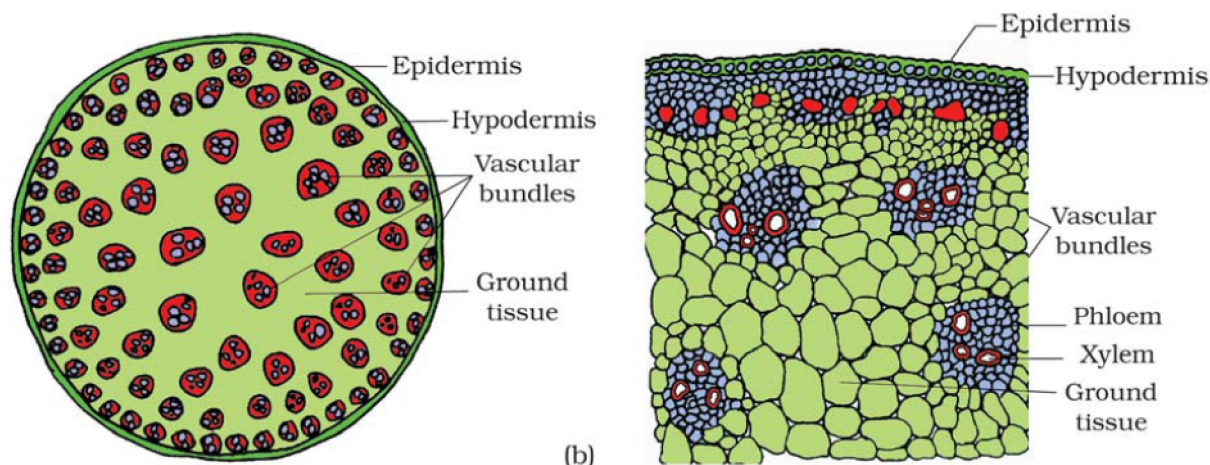 Epidermis
Hypodermis
Vascular
bundles
Ground
tissue
(b)
Epidermis
Hypodermis
Vascular
bundles
Phloem
Xylem
Ground
tissue